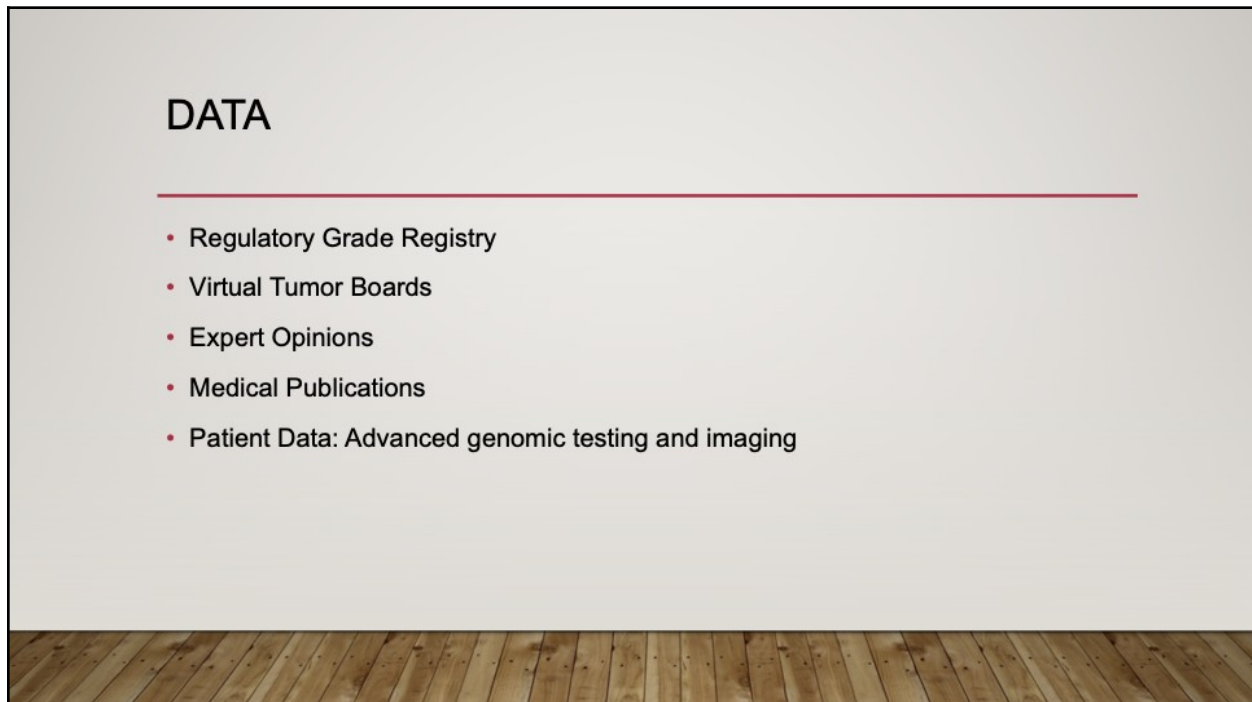 DATA
• Regulatory Grade Registry
• Virtual Tumor Boards
• Expert Opinions
• Medical Publications
• Patient Data: Advanced genomic testing and imaging